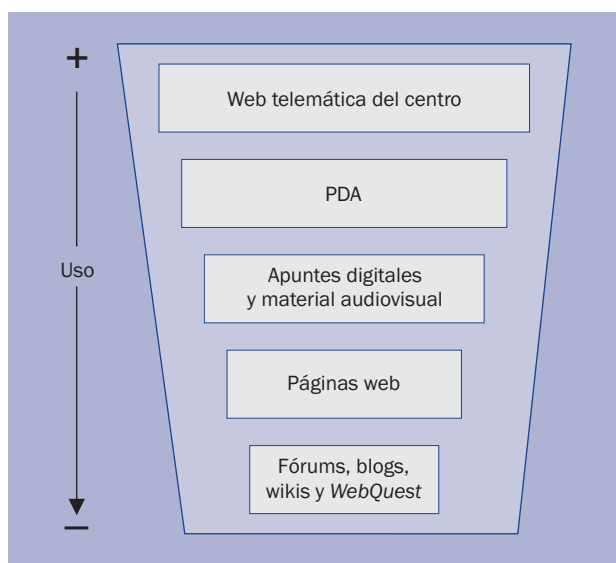 +
Web telemática del centro
PDA
Uso
Apuntes digitales
y material audiovisual
Páginas web
Fórums, blogs,
wikis y WebQuest
–